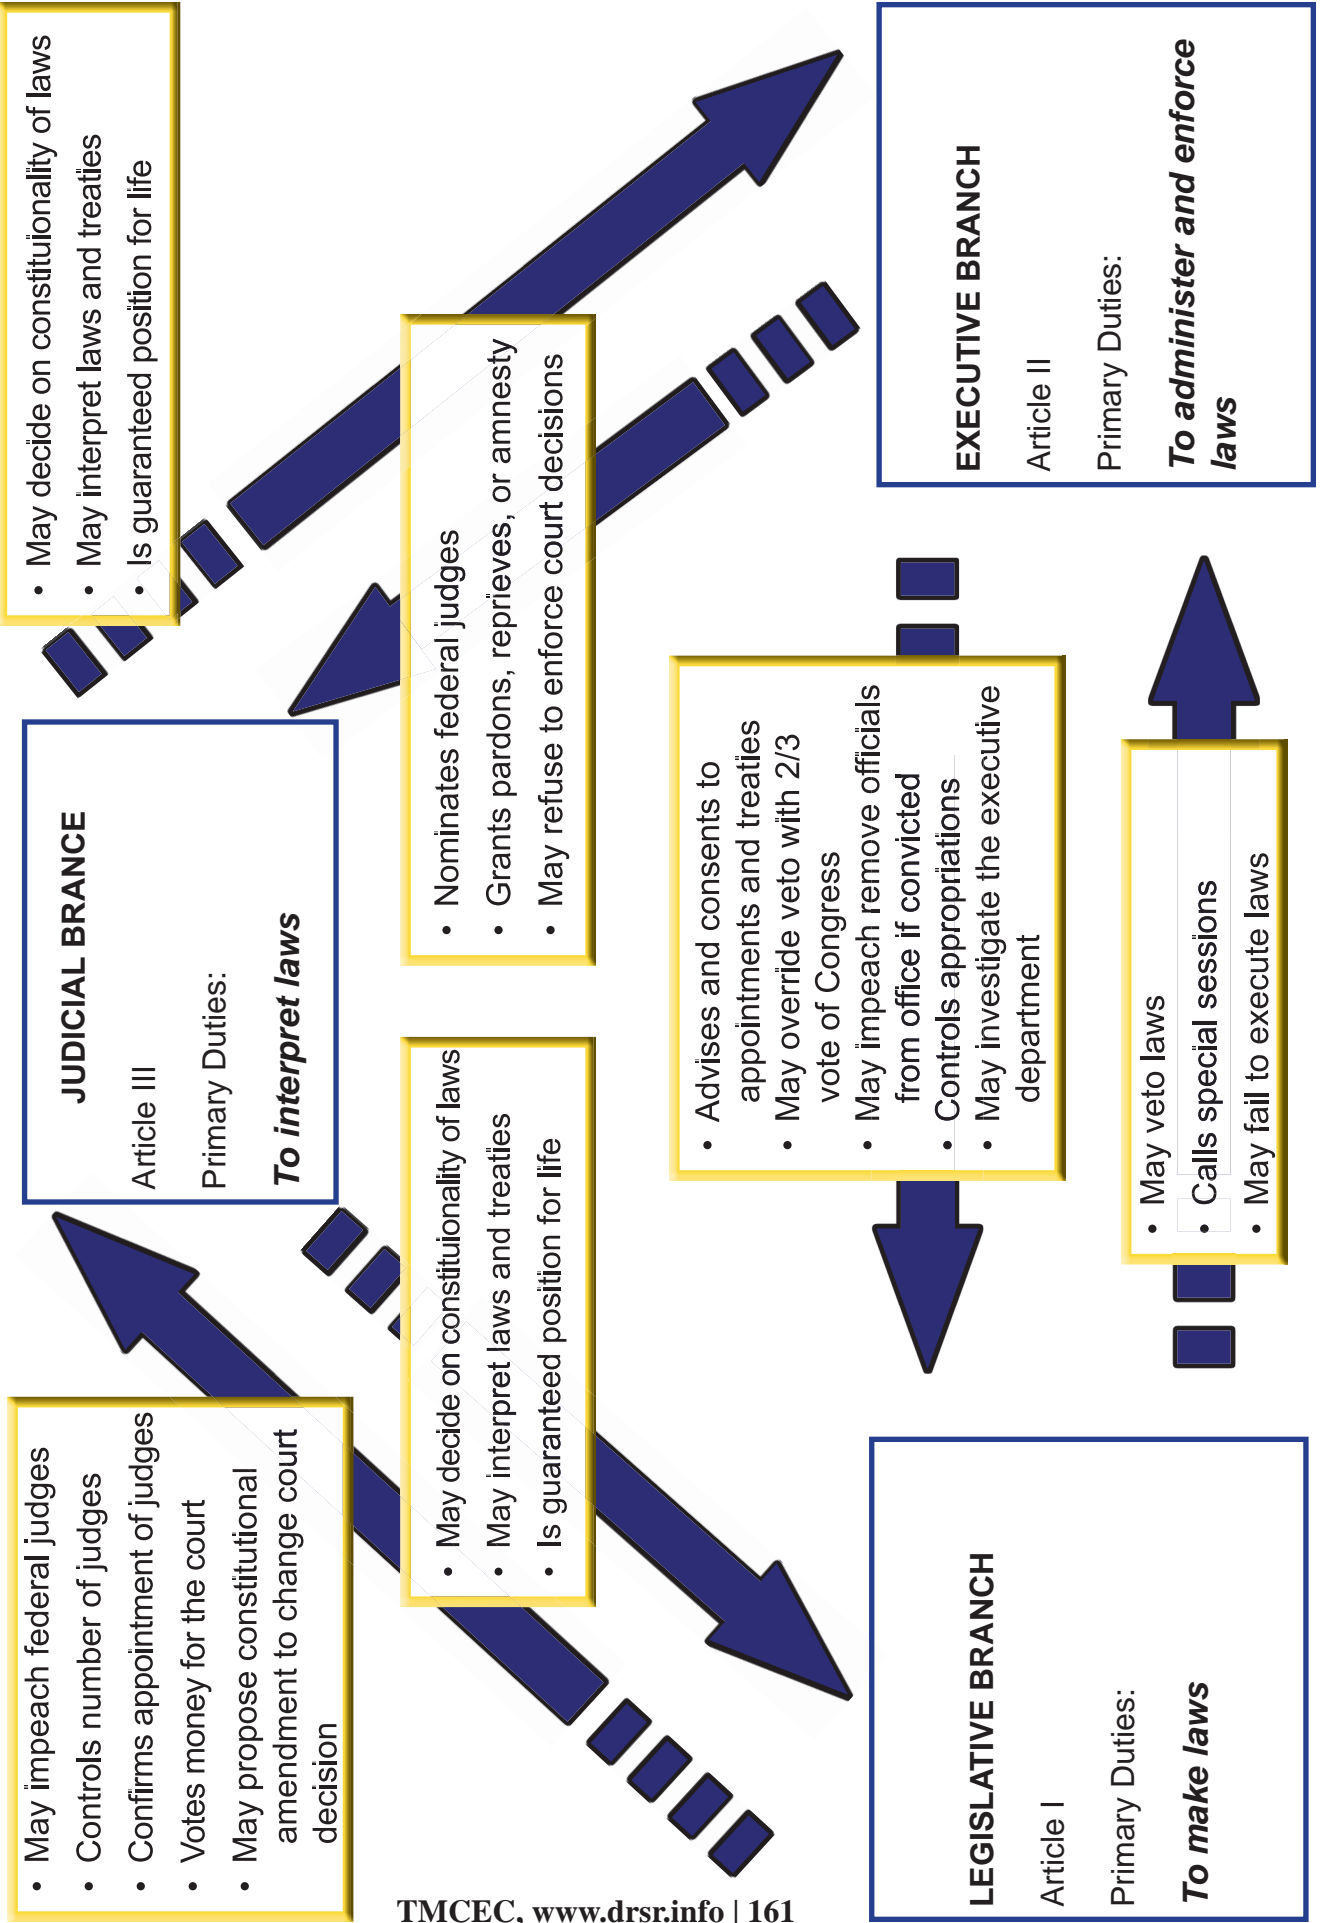 • May impeach federal judges
• Controls number of judges
• Confirms appointment of judges
• Votes money for the court
• May propose constitutional
amendment to change court
decision
JUDICIAL BRANCE
Article III
Primary Duties:
To interpret laws
• May decide on constituionality of laws
• May interpret laws and treaties
• Is guaranteed position for life
• May decide on constituionality of laws
• May interpret laws and treaties
• Is guaranteed position for life
• Nominates federal judges
• Grants pardons, reprieves, or amnesty
• May refuse to enforce court decisions
• Advises and consents to
appointments and treaties
• May override veto with 2/3
vote of Congress
• May impeach remove officials
from office if convicted
• Controls appropriations
• May investigate the executive
department
LEGISLATIVE BRANCH
Article I
Primary Duties:
To make laws
• May veto laws
• Calls special sessions
• May fail to execute laws
EXECUTIVE BRANCH
Article II
Primary Duties:
To administer and enforce
laws
TMCEC, www.drsr.info | 161